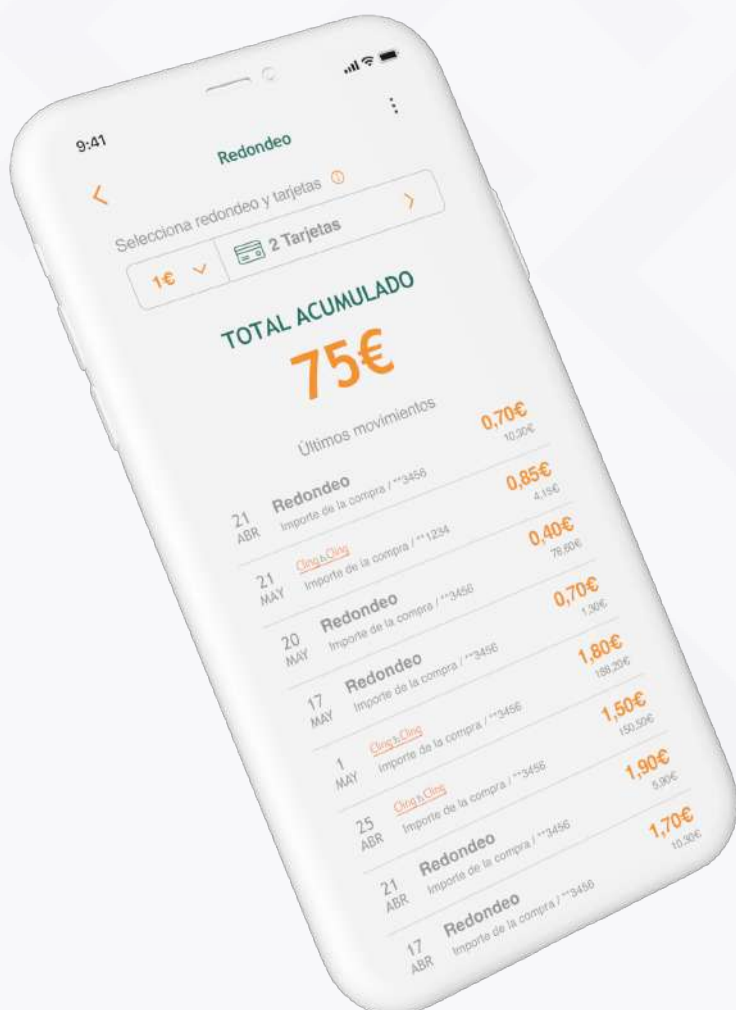 9:41
Redondeo
Selecciona redondeo y tarjetas
1€ 2 Tarjetas
TOTAL ACUMULADO
75€
Últimos movimientos
21 ABR Redondeo 0,70€
Importe de la compra / **3456 10,30€
21 MAY Cling&Cling 0,85€
Importe de la compra / **1234 4,15€
20 MAY Redondeo 0,40€
Importe de la compra / **3456 78,60€
17 MAY Redondeo 0,70€
Importe de la compra / **3456 1,30€
1 MAY Cling&Cling 1,80€
Importe de la compra / **3456 188,20€
25 ABR Cling&Cling 1,50€
Importe de la compra / **3456 150,50€
21 ABR Redondeo 1,90€
Importe de la compra / **3456 5,90€
17 ABR Redondeo 1,70€
Importe de la compra / **3456 10,30€